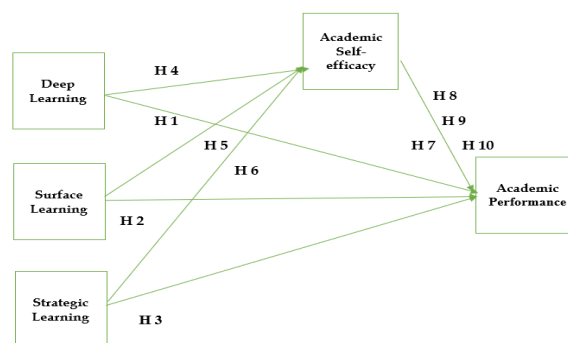 Academic
Self-
efficacy
H 4
Deep
Learning
H 8
H 1
H 9
H 5
H 7
H 10
H 6
Academic
Performance
Surface
Learning
H 2
Strategic
Learning
H 3